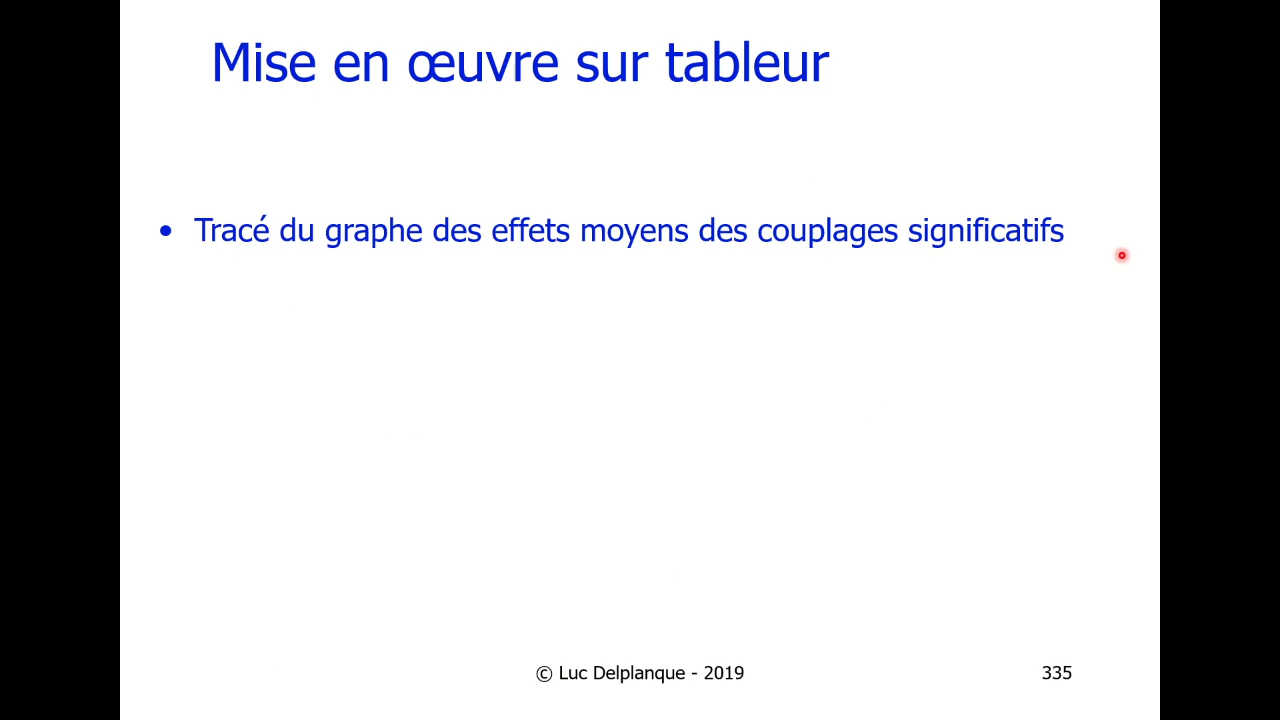 Mise en œuvre sur tableur
• Tracé du graphe des effets moyens des couplages significatifs
© Luc Delplanque - 2019
335